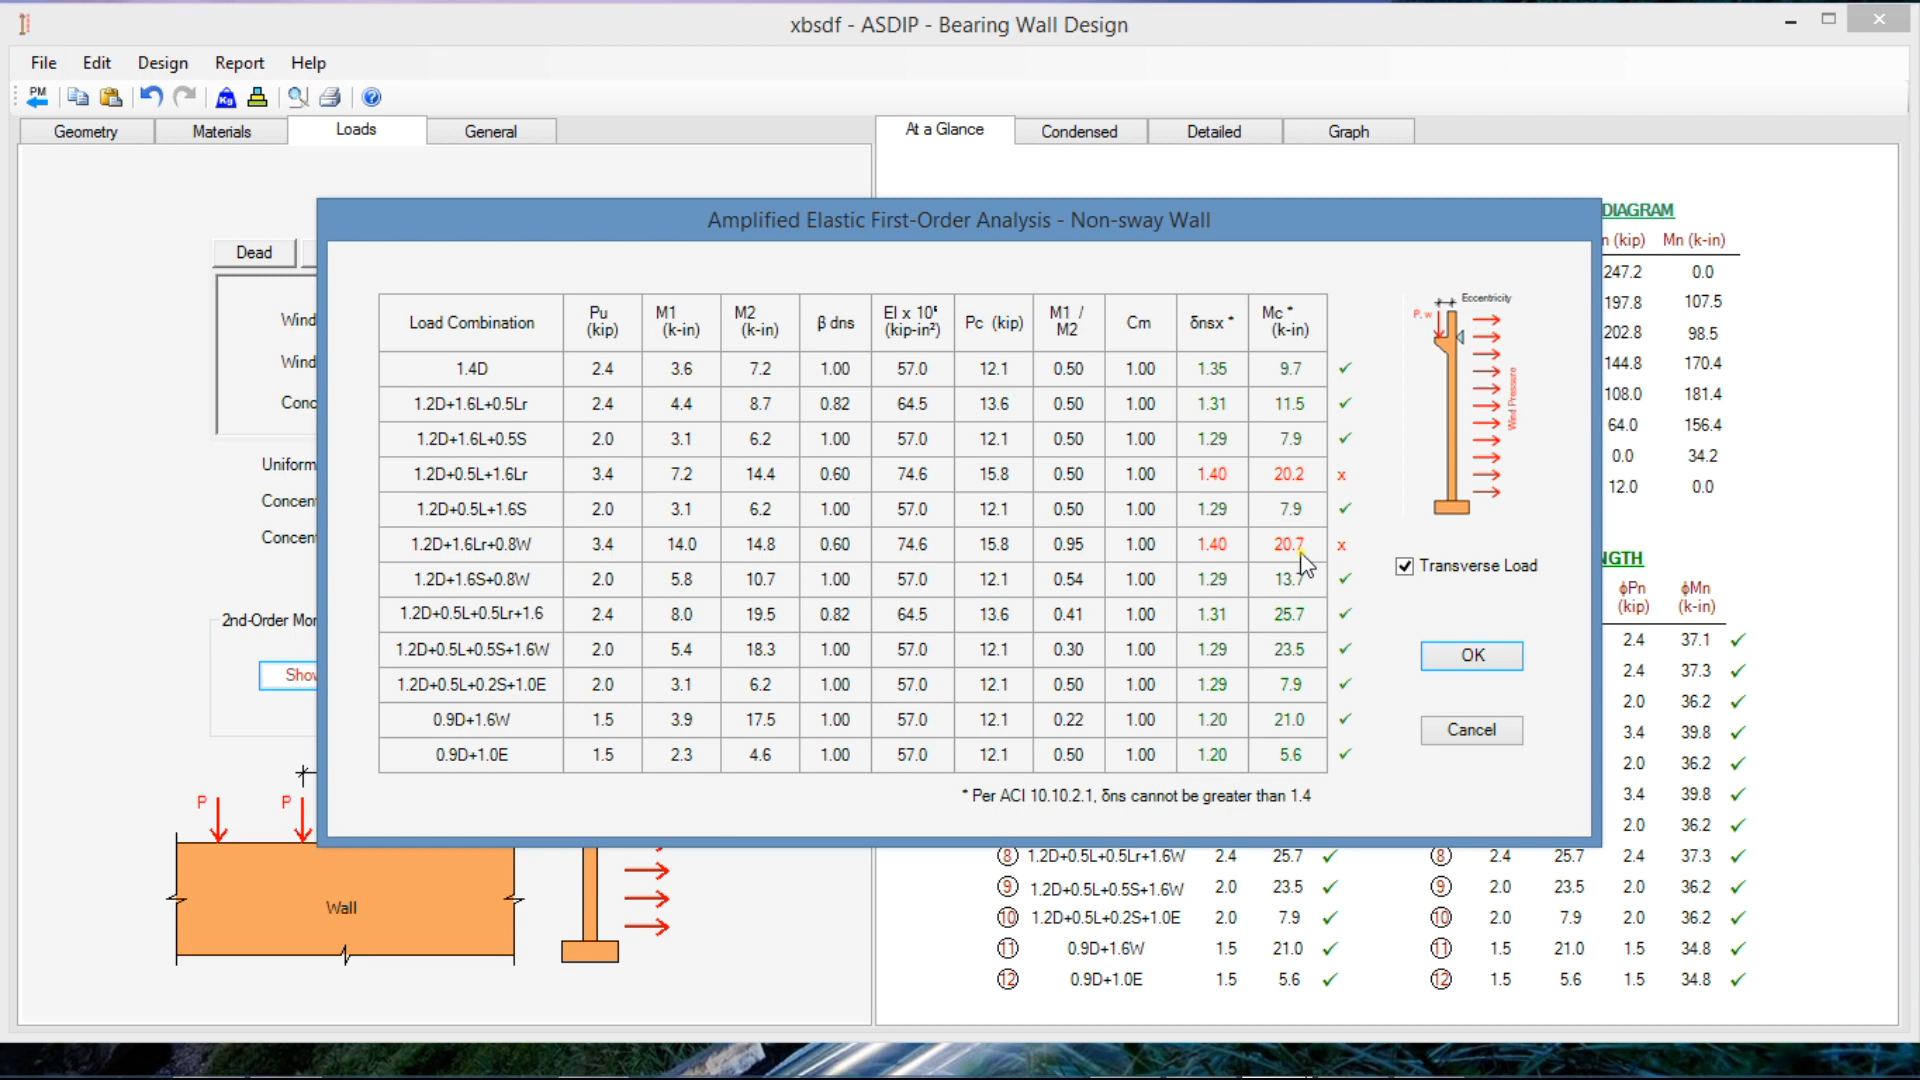 xbsdf - ASDIP - Bearing Wall Design
File Edit Design Report Help
PM Kg ?
Geometry Materials Loads General
At a Glance Condensed Detailed Graph
Dead
Wind
Wind
Conc
Uniform
Concent
Concen
2nd-Order Mor
Show
P P
Wall
Amplified Elastic First-Order Analysis - Non-sway Wall
Load Combination Pu (kip) M1 (k-in) M2 (k-in) β dns EI x 10⁶ (kip-in²) Pc (kip) M1 / M2 Cm δnsx * Mc * (k-in)
1.4D 2.4 3.6 7.2 1.00 57.0 12.1 0.50 1.00 1.35 9.7 ✓
1.2D+1.6L+0.5Lr 2.4 4.4 8.7 0.82 64.5 13.6 0.50 1.00 1.31 11.5 ✓
1.2D+1.6L+0.5S 2.0 3.1 6.2 1.00 57.0 12.1 0.50 1.00 1.29 7.9 ✓
1.2D+0.5L+1.6Lr 3.4 7.2 14.4 0.60 74.6 15.8 0.50 1.00 1.40 20.2 x
1.2D+0.5L+1.6S 2.0 3.1 6.2 1.00 57.0 12.1 0.50 1.00 1.29 7.9 ✓
1.2D+1.6Lr+0.8W 3.4 14.0 14.8 0.60 74.6 15.8 0.95 1.00 1.40 20.7 x
1.2D+1.6S+0.8W 2.0 5.8 10.7 1.00 57.0 12.1 0.54 1.00 1.29 13.7 ✓
1.2D+0.5L+0.5Lr+1.6 2.4 8.0 19.5 0.82 64.5 13.6 0.41 1.00 1.31 25.7 ✓
1.2D+0.5L+0.5S+1.6W 2.0 5.4 18.3 1.00 57.0 12.1 0.30 1.00 1.29 23.5 ✓
1.2D+0.5L+0.2S+1.0E 2.0 3.1 6.2 1.00 57.0 12.1 0.50 1.00 1.29 7.9 ✓
0.9D+1.6W 1.5 3.9 17.5 1.00 57.0 12.1 0.22 1.00 1.20 21.0 ✓
0.9D+1.0E 1.5 2.3 4.6 1.00 57.0 12.1 0.50 1.00 1.20 5.6 ✓
* Per ACI 10.10.2.1, δns cannot be greater than 1.4
Eccentricity
P, w
Wind Pressure
Transverse Load
OK
Cancel
DIAGRAM
n (kip) Mn (k-in)
247.2 0.0
197.8 107.5
202.8 98.5
144.8 170.4
108.0 181.4
64.0 156.4
0.0 34.2
12.0 0.0
NGTH
ϕPn (kip) ϕMn (k-in)
2.4 37.1 ✓
2.4 37.3 ✓
2.0 36.2 ✓
3.4 39.8 ✓
2.0 36.2 ✓
3.4 39.8 ✓
2.0 36.2 ✓
8 1.2D+0.5L+0.5Lr+1.6W 2.4 25.7 ✓ 8 2.4 25.7 2.4 37.3 ✓
9 1.2D+0.5L+0.5S+1.6W 2.0 23.5 ✓ 9 2.0 23.5 2.0 36.2 ✓
10 1.2D+0.5L+0.2S+1.0E 2.0 7.9 ✓ 10 2.0 7.9 2.0 36.2 ✓
11 0.9D+1.6W 1.5 21.0 ✓ 11 1.5 21.0 1.5 34.8 ✓
12 0.9D+1.0E 1.5 5.6 ✓ 12 1.5 5.6 1.5 34.8 ✓